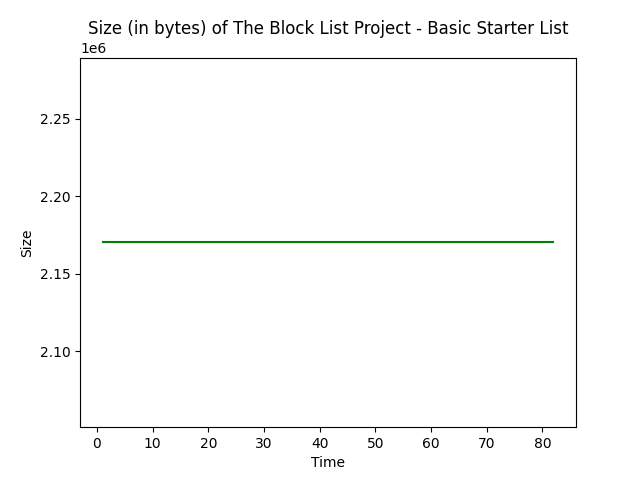 Size (in bytes) of The Block List Project - Basic Starter List
1e6
2.25
2.20
2.15
2.10
Size
0 10 20 30 40 50 60 70 80
Time